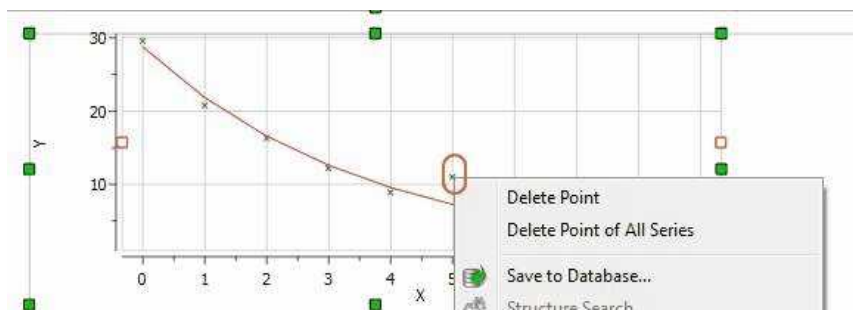 30
20
10
Y
0 1 2 3 4 5
X
Delete Point
Delete Point of All Series
Save to Database...
Structure Search